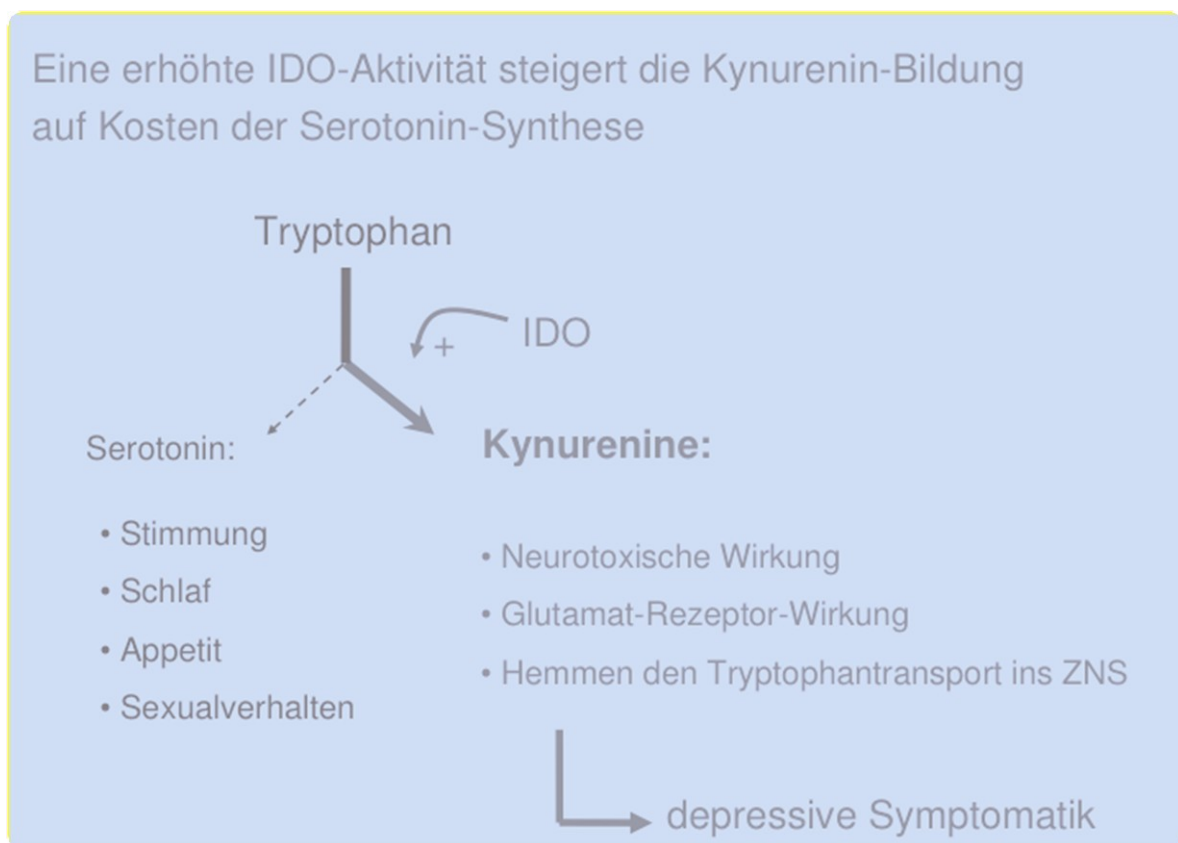 Eine erhöhte IDO-Aktivität steigert die Kynurenin-Bildung
auf Kosten der Serotonin-Synthese
Tryptophan
IDO
+
Serotonin:
• Stimmung
• Schlaf
• Appetit
• Sexualverhalten
Kynurenine:
• Neurotoxische Wirkung
• Glutamat-Rezeptor-Wirkung
• Hemmen den Tryptophantransport ins ZNS
depressive Symptomatik